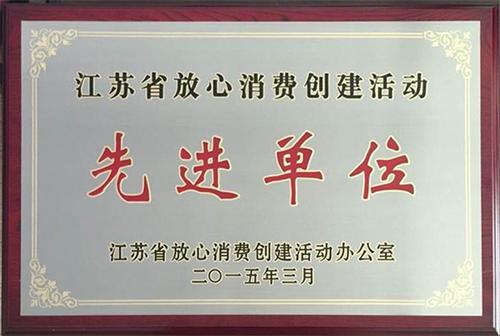 江苏省放心消费创建活动
先进单位
江苏省放心消费创建活动办公室
二〇一五年三月